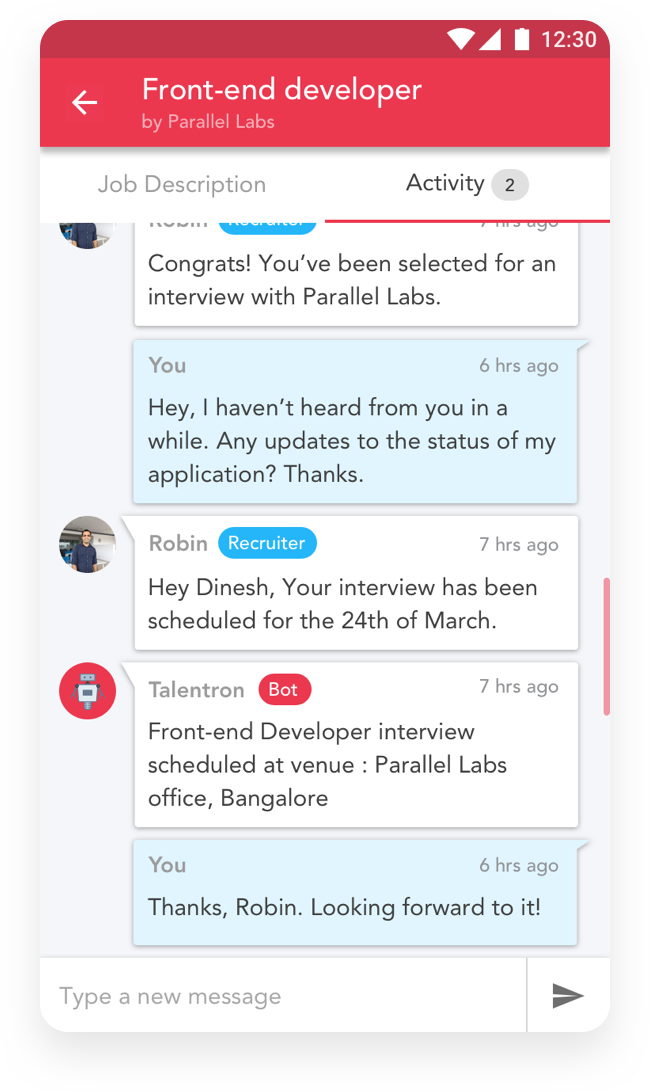 12:30
Front-end developer
by Parallel Labs
Job Description Activity 2
Robin Recruiter 7 hrs ago
Congrats! You’ve been selected for an
interview with Parallel Labs.
You 6 hrs ago
Hey, I haven’t heard from you in a
while. Any updates to the status of my
application? Thanks.
Robin Recruiter 7 hrs ago
Hey Dinesh, Your interview has been
scheduled for the 24th of March.
Talentron Bot 7 hrs ago
Front-end Developer interview
scheduled at venue : Parallel Labs
office, Bangalore
You 6 hrs ago
Thanks, Robin. Looking forward to it!
Type a new message